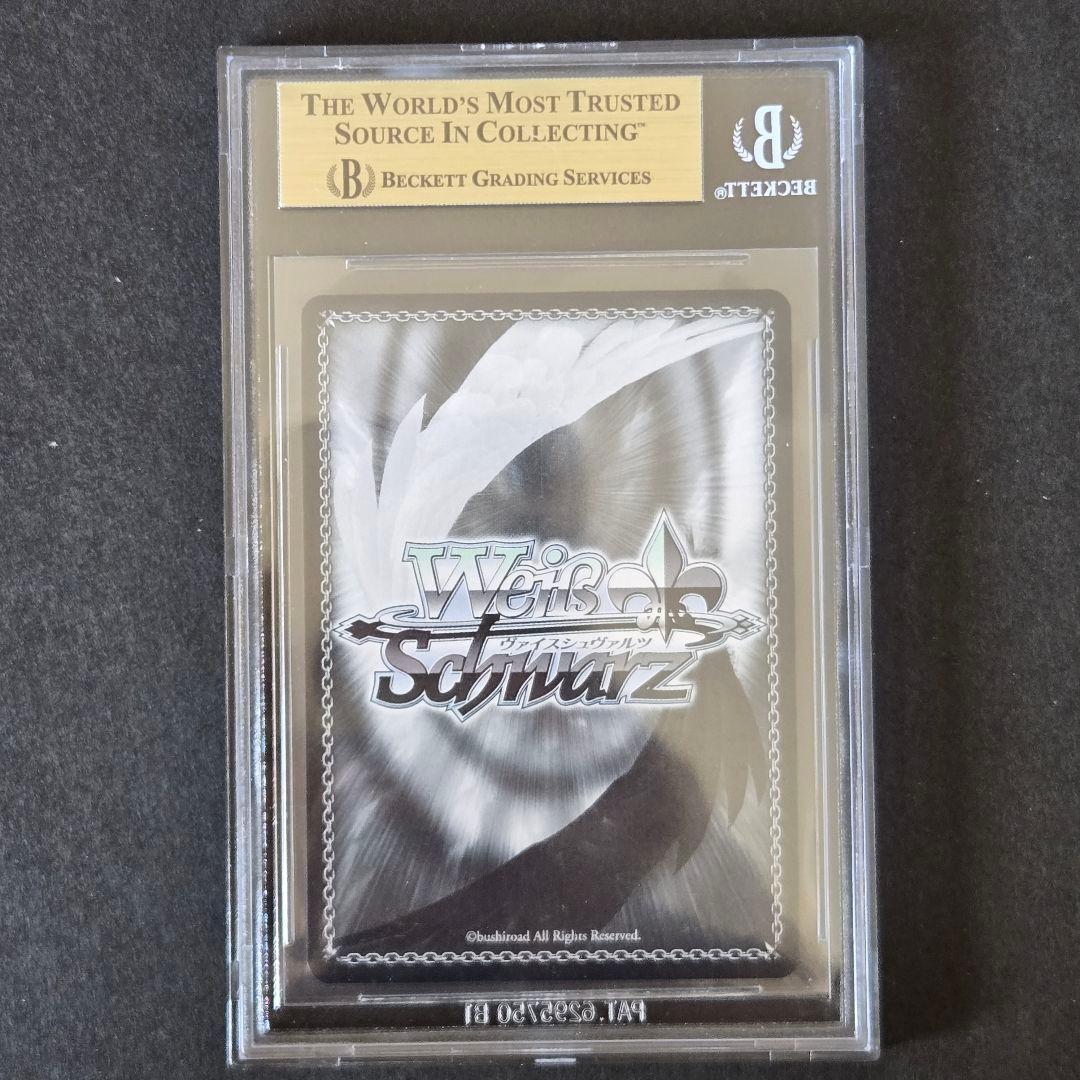 THE WORLD'S MOST TRUSTED
SOURCE IN COLLECTING™
B BECKETT GRADING SERVICES
B
BECKETT®
Weiß
ヴァイスシュヴァルツ
Schwarz
©bushiroad All Rights Reserved.
PAT. 6295750 B1